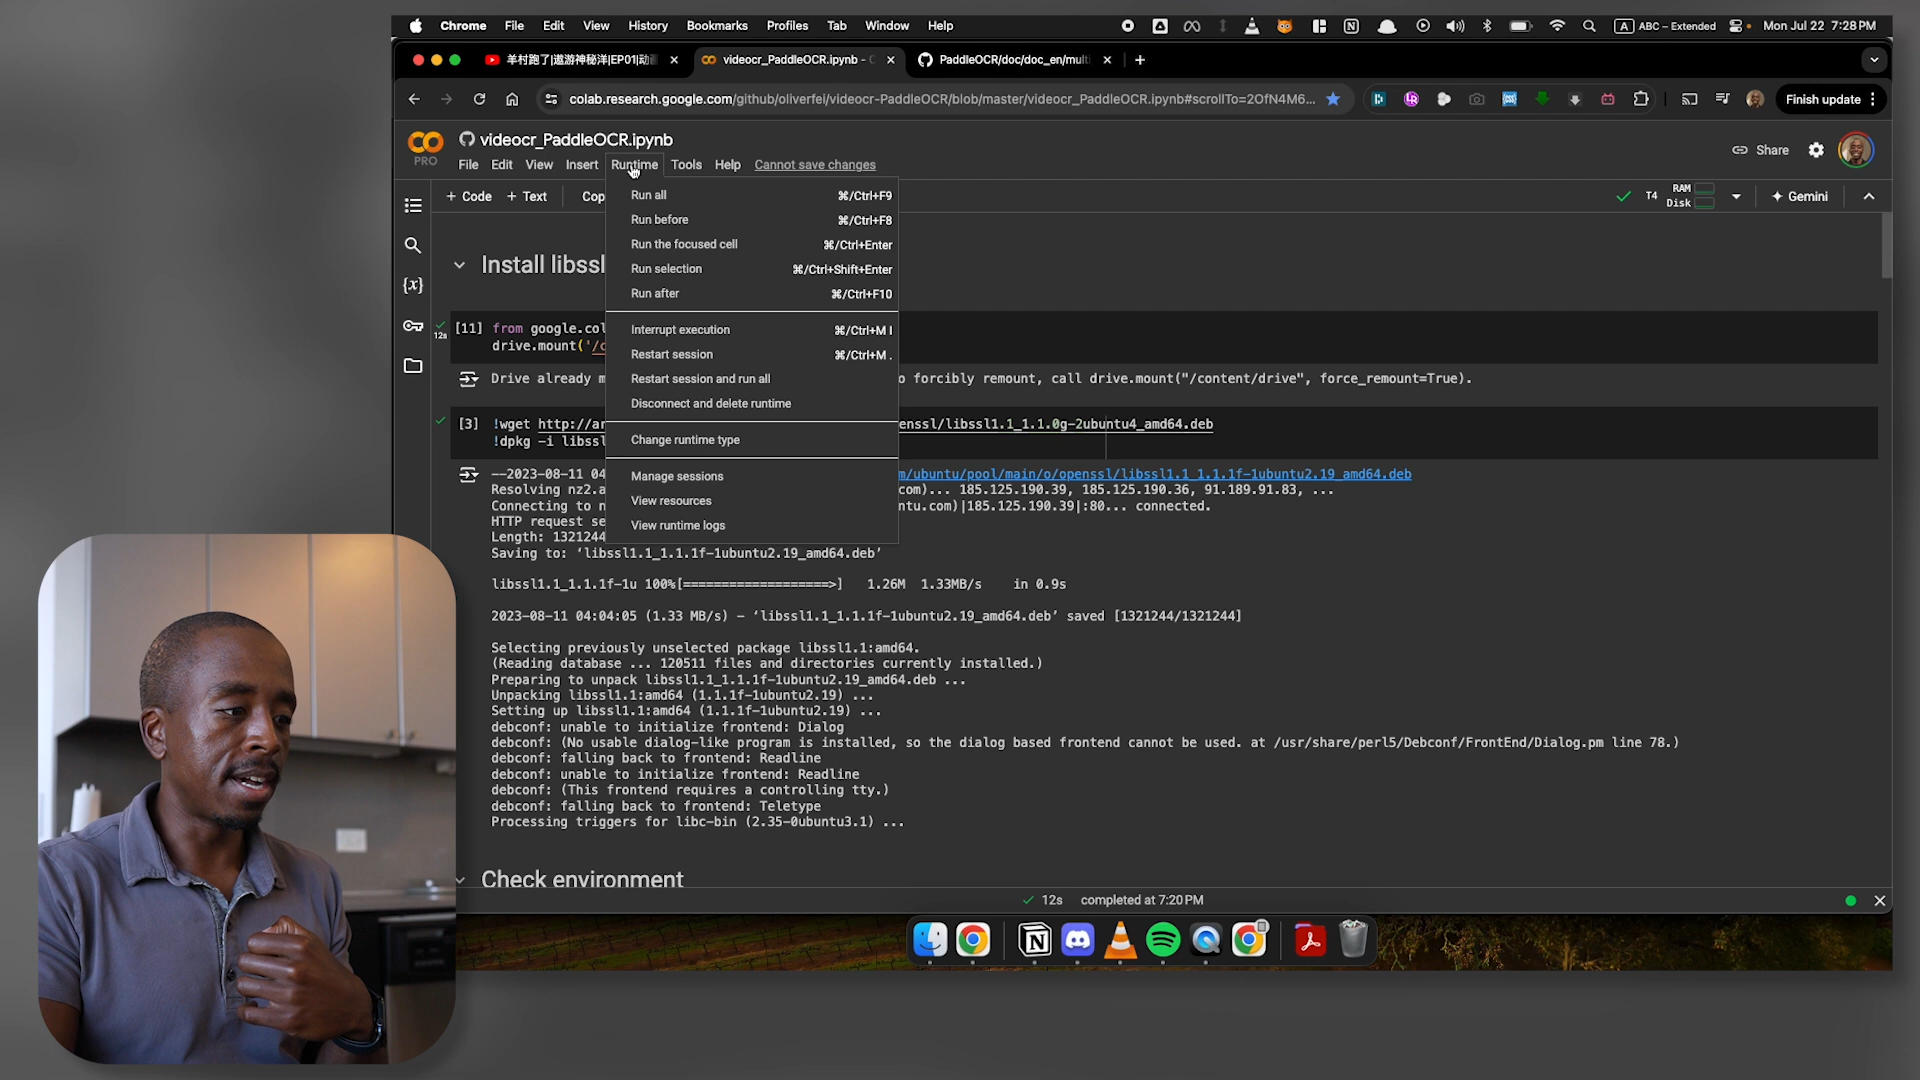 Chrome File Edit View History Bookmarks Profiles Tab Window Help
A ABC – Extended Mon Jul 22 7:28 PM
羊村跑了|遨游神秘洋|EP01|动
videocr_PaddleOCR.ipynb - C
PaddleOCR/doc/doc_en/multi
colab.research.google.com/github/oliverfei/videocr-PaddleOCR/blob/master/videocr_PaddleOCR.ipynb#scrollTo=2OfN4M6...
Finish update
PRO
videocr_PaddleOCR.ipynb
File Edit View Insert Runtime Tools Help Cannot save changes
Share
+ Code + Text Cop
T4 RAM
Disk
Gemini
Run all ⌘/Ctrl+F9
Run before ⌘/Ctrl+F8
Run the focused cell ⌘/Ctrl+Enter
Run selection ⌘/Ctrl+Shift+Enter
Run after ⌘/Ctrl+F10
Interrupt execution ⌘/Ctrl+M I
Restart session ⌘/Ctrl+M .
Restart session and run all
Disconnect and delete runtime
Change runtime type
Manage sessions
View resources
View runtime logs
Install libssl
{x}
12s
[11] from google.col
drive.mount('/c
Drive already m o forcibly remount, call drive.mount("/content/drive", force_remount=True).
[3] !wget http://ar enssl/libssl1.1_1.1.0g-2ubuntu4_amd64.deb
!dpkg -i libssl
--2023-08-11 04 m/ubuntu/pool/main/o/openssl/libssl1.1_1.1.1f-1ubuntu2.19_amd64.deb
Resolving nz2.a com)... 185.125.190.39, 185.125.190.36, 91.189.91.83, ...
Connecting to n ntu.com)|185.125.190.39|:80... connected.
HTTP request se
Length: 1321244
Saving to: ‘libssl1.1_1.1.1f-1ubuntu2.19_amd64.deb’
libssl1.1_1.1.1f-1u 100%[===================>] 1.26M 1.33MB/s in 0.9s
2023-08-11 04:04:05 (1.33 MB/s) – ‘libssl1.1_1.1.1f-1ubuntu2.19_amd64.deb’ saved [1321244/1321244]
Selecting previously unselected package libssl1.1:amd64.
(Reading database ... 120511 files and directories currently installed.)
Preparing to unpack libssl1.1_1.1.1f-1ubuntu2.19_amd64.deb ...
Unpacking libssl1.1:amd64 (1.1.1f-1ubuntu2.19) ...
Setting up libssl1.1:amd64 (1.1.1f-1ubuntu2.19) ...
debconf: unable to initialize frontend: Dialog
debconf: (No usable dialog-like program is installed, so the dialog based frontend cannot be used. at /usr/share/perl5/Debconf/FrontEnd/Dialog.pm line 78.)
debconf: falling back to frontend: Readline
debconf: unable to initialize frontend: Readline
debconf: (This frontend requires a controlling tty.)
debconf: falling back to frontend: Teletype
Processing triggers for libc-bin (2.35-0ubuntu3.1) ...
Check environment
12s completed at 7:20 PM